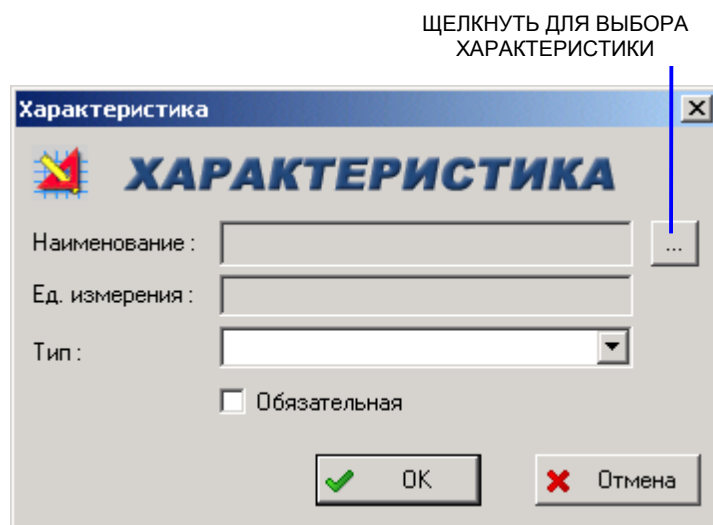 ЩЕЛКНУТЬ ДЛЯ ВЫБОРА
ХАРАКТЕРИСТИКИ
Характеристика
ХАРАКТЕРИСТИКА
Наименование :
...
Ед. измерения :
Тип :
Обязательная
OK
Отмена